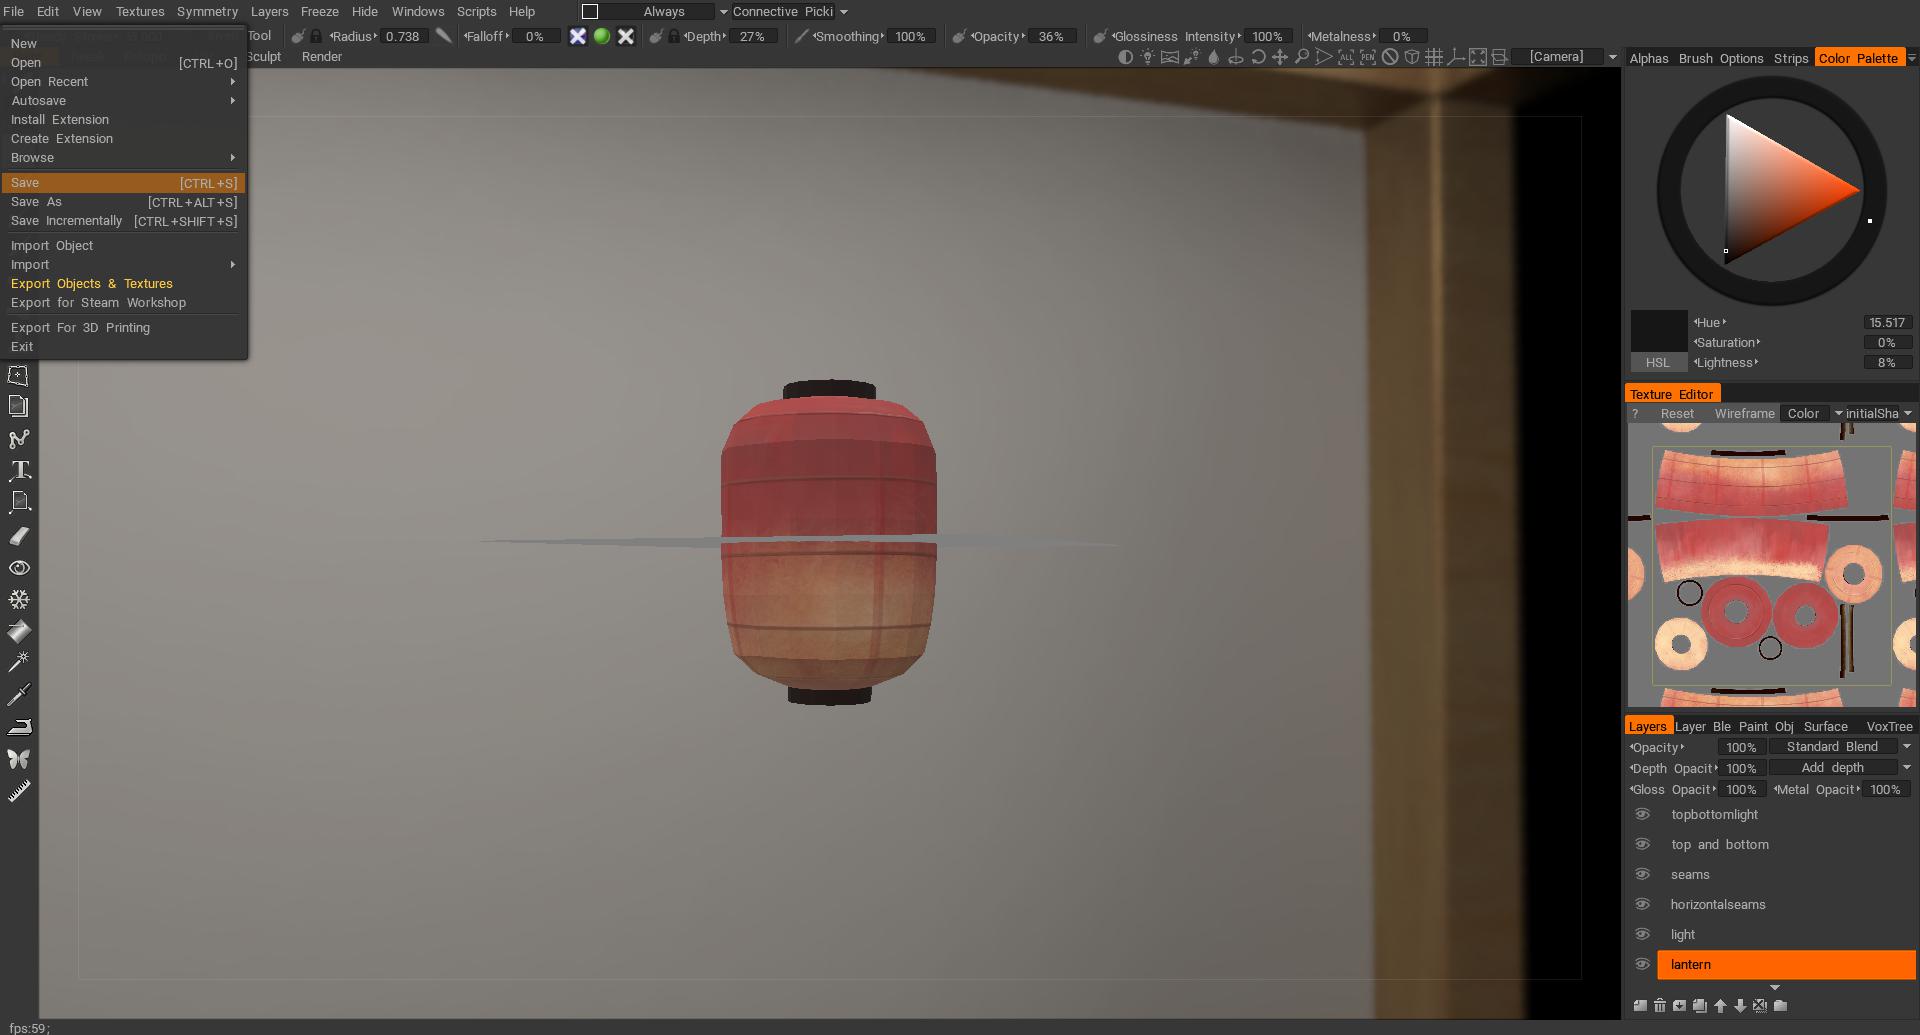 File Edit View Textures Symmetry Layers Freeze Hide Windows Scripts Help Always Connective Picki
Tool Radius 0.738 Falloff 0% Depth 27% Smoothing 100% Opacity 36% Glossiness Intensity 100% Metalness 0%
Sculpt Render [Camera]
New
Open [CTRL+O]
Open Recent
Autosave
Install Extension
Create Extension
Browse
Save [CTRL+S]
Save As [CTRL+ALT+S]
Save Incrementally [CTRL+SHIFT+S]
Import Object
Import
Export Objects & Textures
Export for Steam Workshop
Export For 3D Printing
Exit
Alphas Brush Options Strips Color Palette
Hue 15.517
Saturation 0%
HSL Lightness 8%
Texture Editor
? Reset Wireframe Color initialSha
Layers Layer Ble Paint Obj Surface VoxTree
Opacity 100% Standard Blend
Depth Opacit 100% Add depth
Gloss Opacit 100% Metal Opacit 100%
topbottomlight
top and bottom
seams
horizontalseams
light
lantern
fps:59;